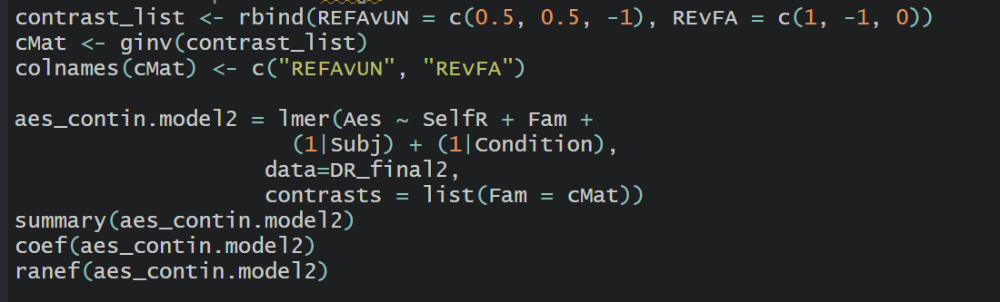 contrast_list <- rbind(REFAvUN = c(0.5, 0.5, -1), REvFA = c(1, -1, 0))
cMat <- ginv(contrast_list)
colnames(cMat) <- c("REFAvUN", "REvFA")
aes_contin.model2 = lmer(Aes ~ SelfR + Fam +
(1|Subj) + (1|Condition),
data=DR_final2,
contrasts = list(Fam = cMat))
summary(aes_contin.model2)
coef(aes_contin.model2)
ranef(aes_contin.model2)